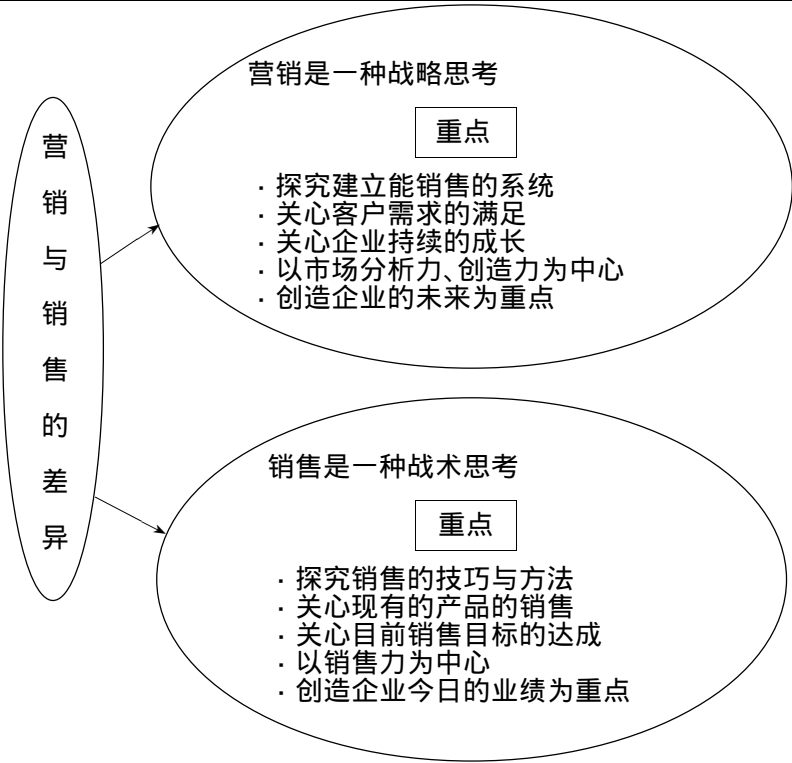 营销与销售的差异
营销是一种战略思考
重点
· 探究建立能销售的系统
· 关心客户需求的满足
· 关心企业持续的成长
· 以市场分析力、创造力为中心
· 创造企业的未来为重点
销售是一种战术思考
重点
· 探究销售的技巧与方法
· 关心现有的产品的销售
· 关心目前销售目标的达成
· 以销售力为中心
· 创造企业今日的业绩为重点